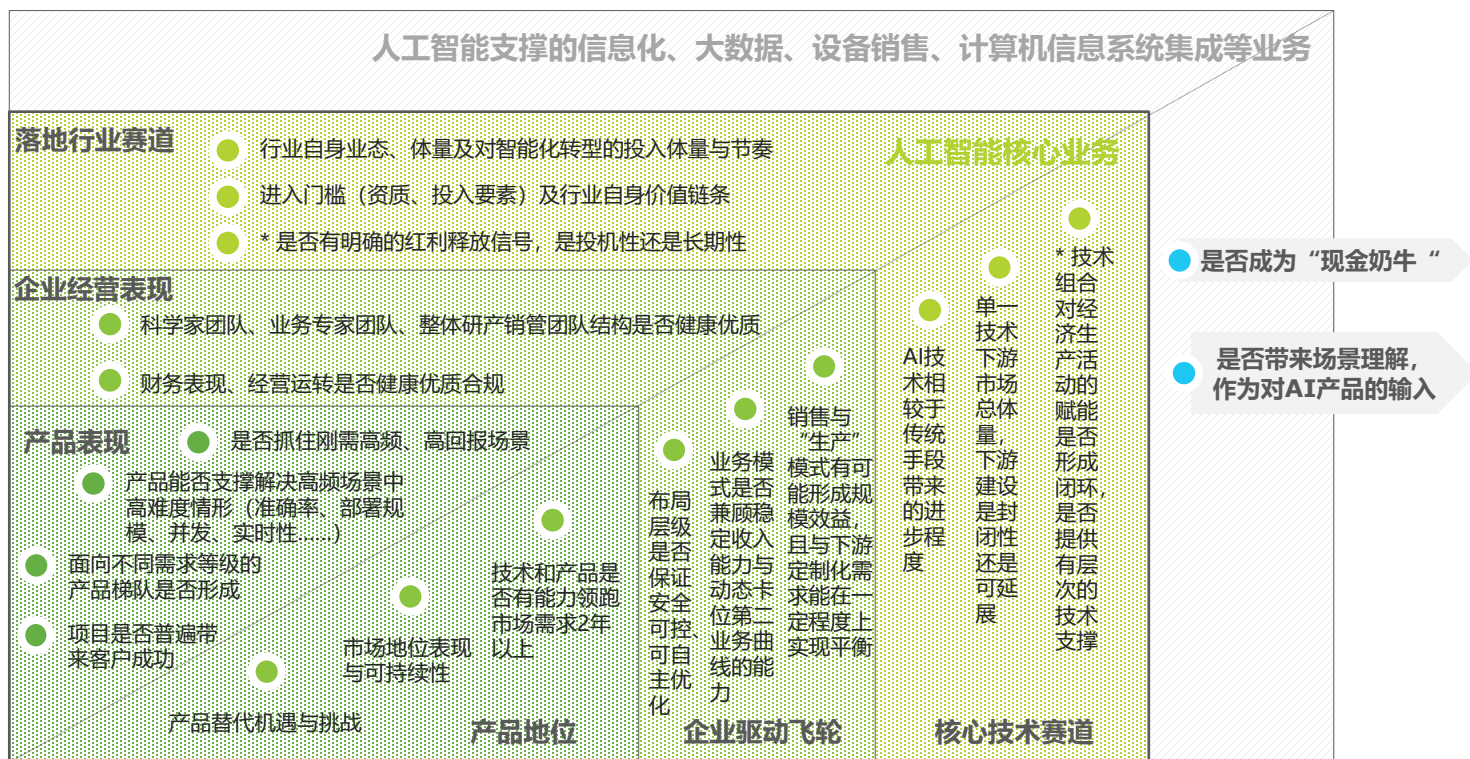 人工智能支撑的信息化、大数据、设备销售、计算机信息系统集成等业务
落地行业赛道
行业自身业态、体量及对智能化转型的投入体量与节奏
进入门槛（资质、投入要素）及行业自身价值链条
* 是否有明确的红利释放信号，是投机性还是长期性
人工智能核心业务
企业经营表现
科学家团队、业务专家团队、整体研产销管团队结构是否健康优质
财务表现、经营运转是否健康优质合规
产品表现
是否抓住刚需高频、高回报场景
产品能否支撑解决高频场景中
高难度情形（准确率、部署规
模、并发、实时性……）
面向不同需求等级的
产品梯队是否形成
项目是否普遍带
来客户成功
产品替代机遇与挑战
市场地位表现
与可持续性
技术和产品是
否有能力领跑
市场需求2年
以上
产品地位
布局
层级
是否
保证
安全
可控、
可自
主优
化
业务模
式是否
兼顾稳
定收入
能力与
动态卡
位第二
业务曲
线的能
力
销售与
“生产”
模式有可
能形成规
模效益，
且与下游
定制化需
求能在一
定程度上
实现平衡
企业驱动飞轮
AI技
术相
较于
传统
手段
带来
的进
步程
度
单一
技术
下游
市场
总体
量，
下游
建设
是封
闭性
还是
可延
展
* 技术
组合
对经
济生
产活
动的
赋能
是否
形成
闭环，
是否
提供
有层
次的
技术
支撑
核心技术赛道
是否成为“现金奶牛“
是否带来场景理解，
作为对AI产品的输入